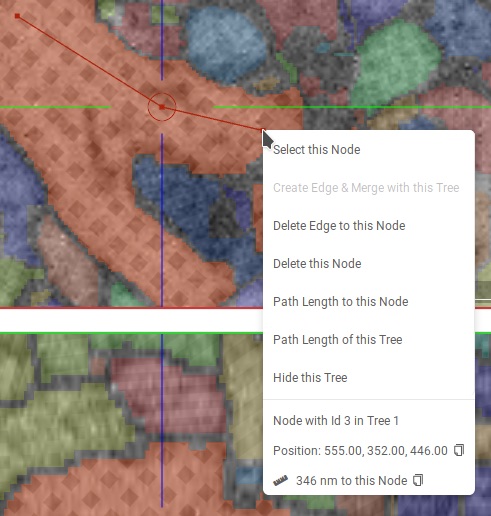 Select this Node
Create Edge & Merge with this Tree
Delete Edge to this Node
Delete this Node
Path Length to this Node
Path Length of this Tree
Hide this Tree
Node with Id 3 in Tree 1
Position: 555.00, 352.00, 446.00
346 nm to this Node